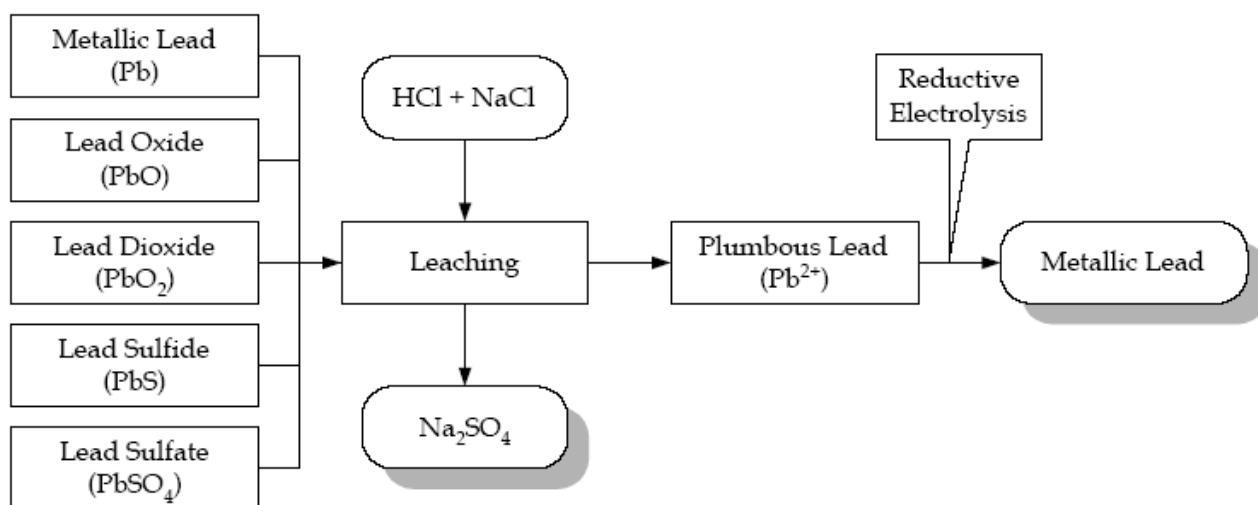 Metallic Lead
(Pb)
Lead Oxide
(PbO)
Lead Dioxide
(PbO₂)
Lead Sulfide
(PbS)
Lead Sulfate
(PbSO₄)
HCl + NaCl
Leaching
Na₂SO₄
Plumbous Lead
(Pb²⁺)
Reductive
Electrolysis
Metallic Lead